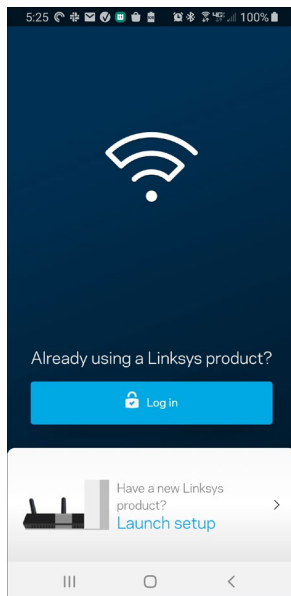 5:25
100%
Already using a Linksys product?
Log in
Have a new Linksys
product?
Launch setup